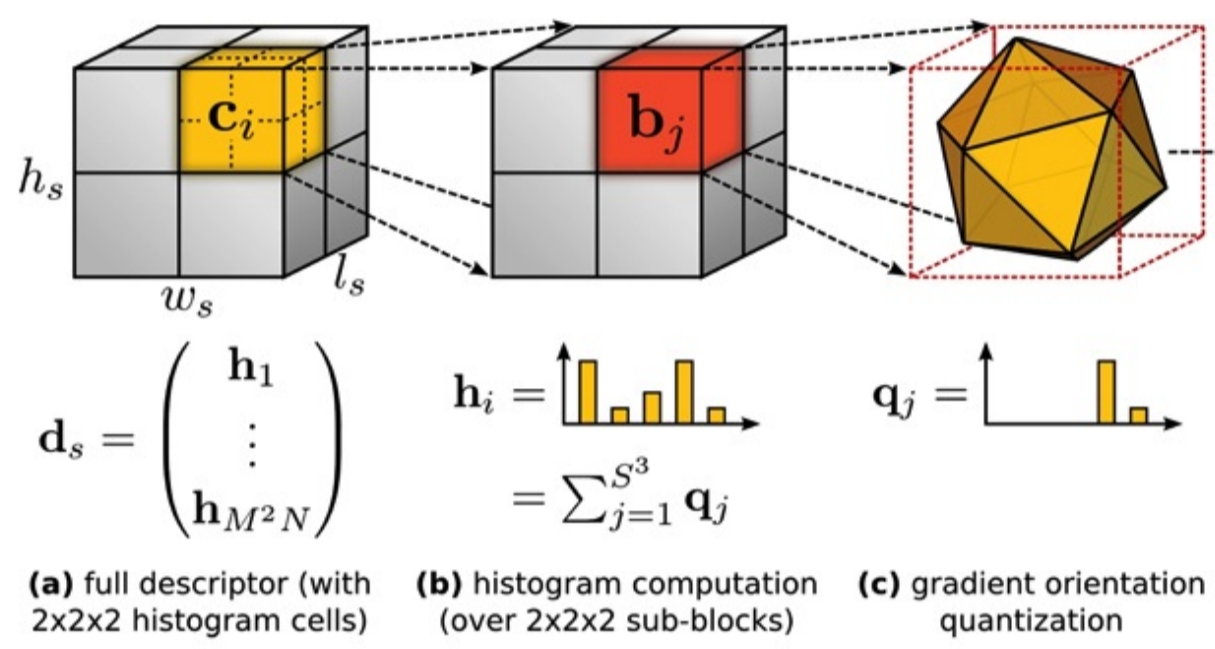 c_i
b_j
h_s
l_s
w_s
d_s = ( h_1 ⋮ h_{M^2 N} )
h_i =
= ∑_{j=1}^{S^3} q_j
q_j =
(a) full descriptor (with
2x2x2 histogram cells)
(b) histogram computation
(over 2x2x2 sub-blocks)
(c) gradient orientation
quantization